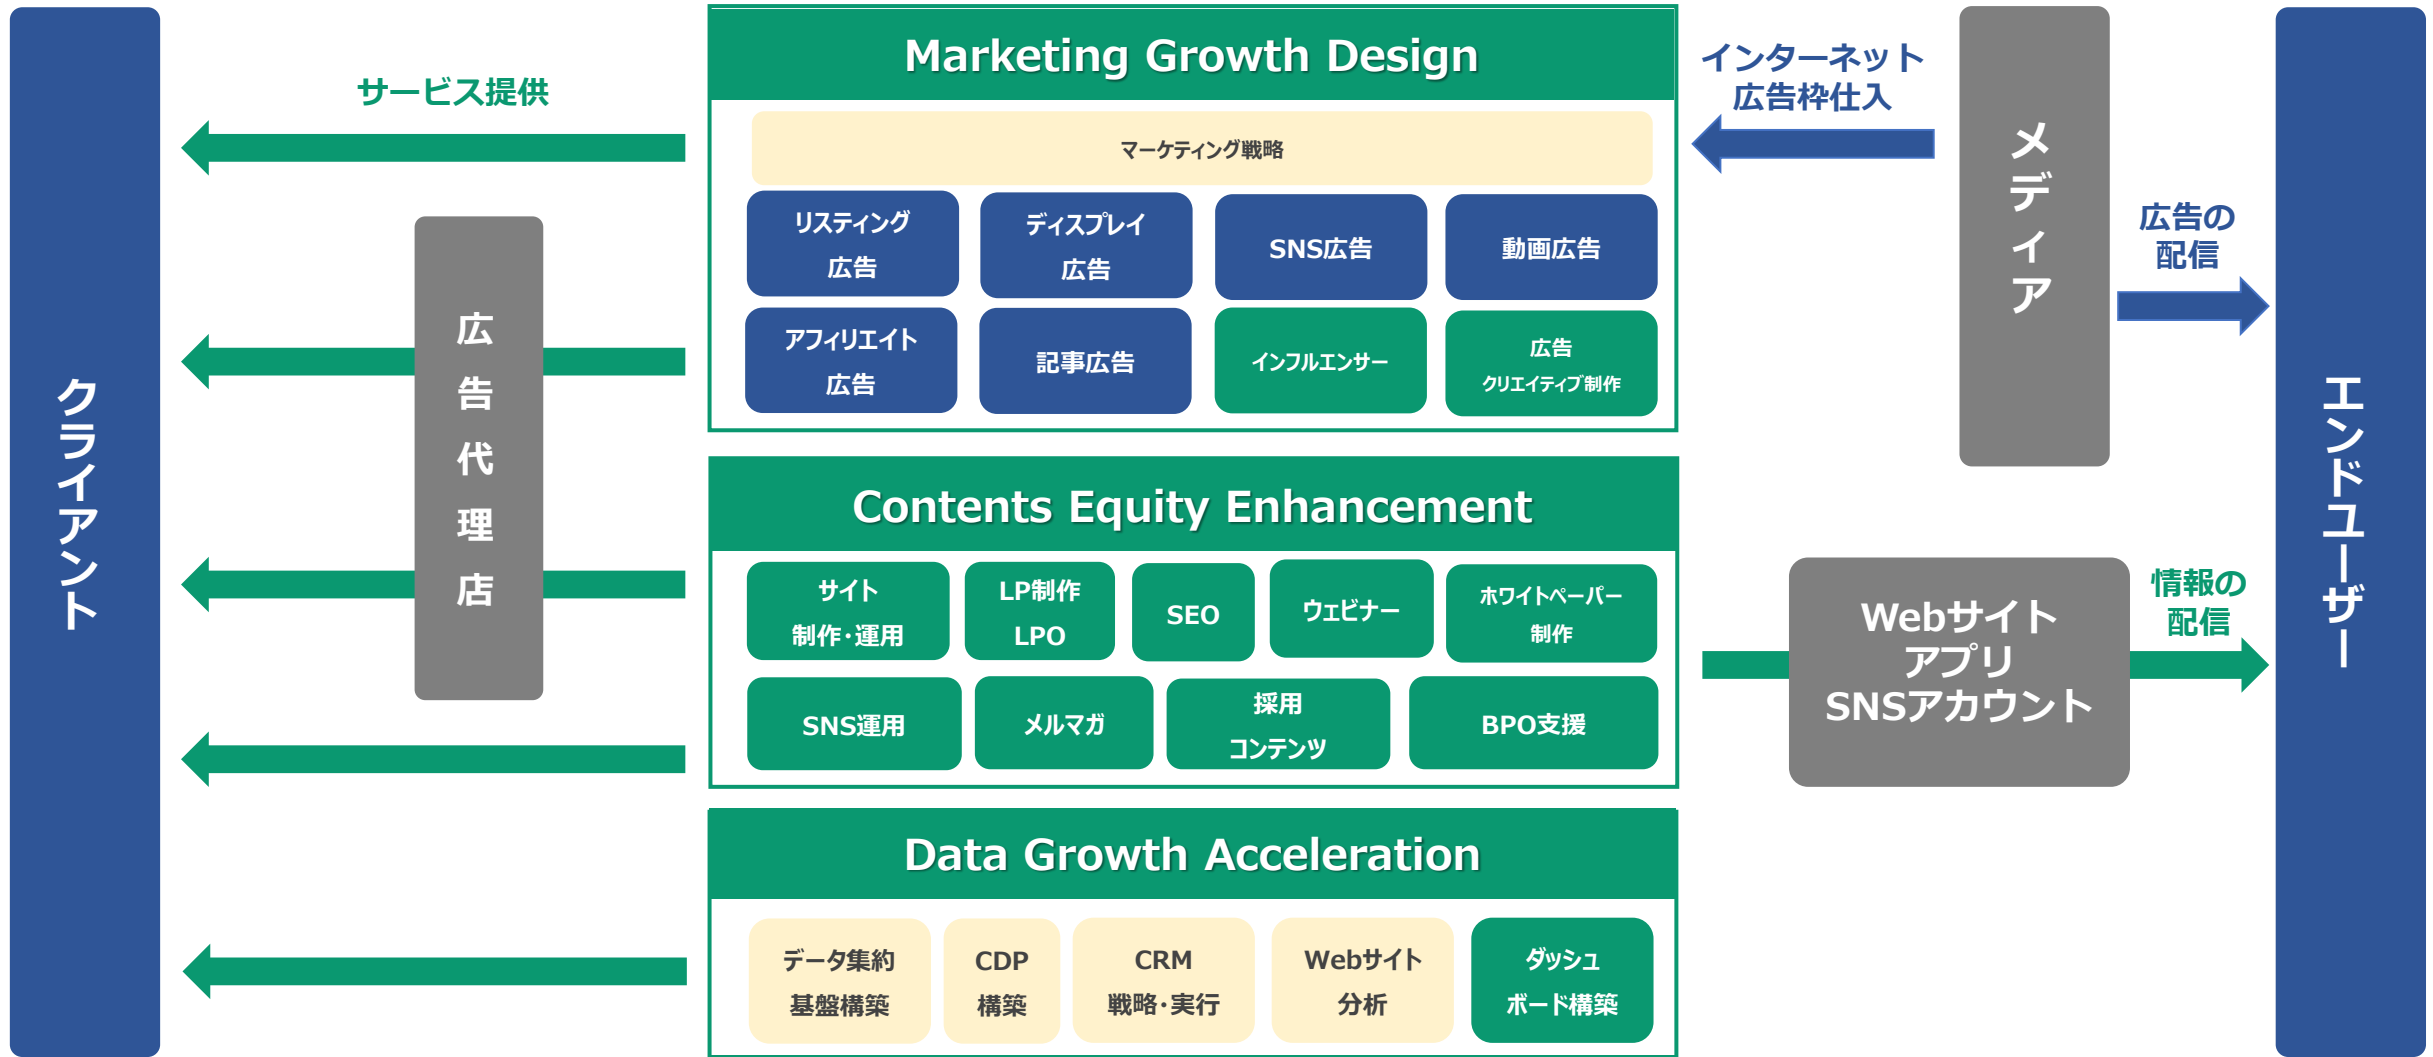 クライアント
サービス提供
広告代理店
Marketing Growth Design
マーケティング戦略
リスティング
広告
ディスプレイ
広告
SNS広告
動画広告
アフィリエイト
広告
記事広告
インフルエンサー
広告
クリエイティブ制作
Contents Equity Enhancement
サイト
制作・運用
LP制作
LPO
SEO
ウェビナー
ホワイトペーパー
制作
SNS運用
メルマガ
採用
コンテンツ
BPO支援
Data Growth Acceleration
データ集約
基盤構築
CDP
構築
CRM
戦略・実行
Webサイト
分析
ダッシュ
ボード構築
インターネット
広告枠仕入
メディア
広告の
配信
Webサイト
アプリ
SNSアカウント
情報の
配信
エンドユーザー